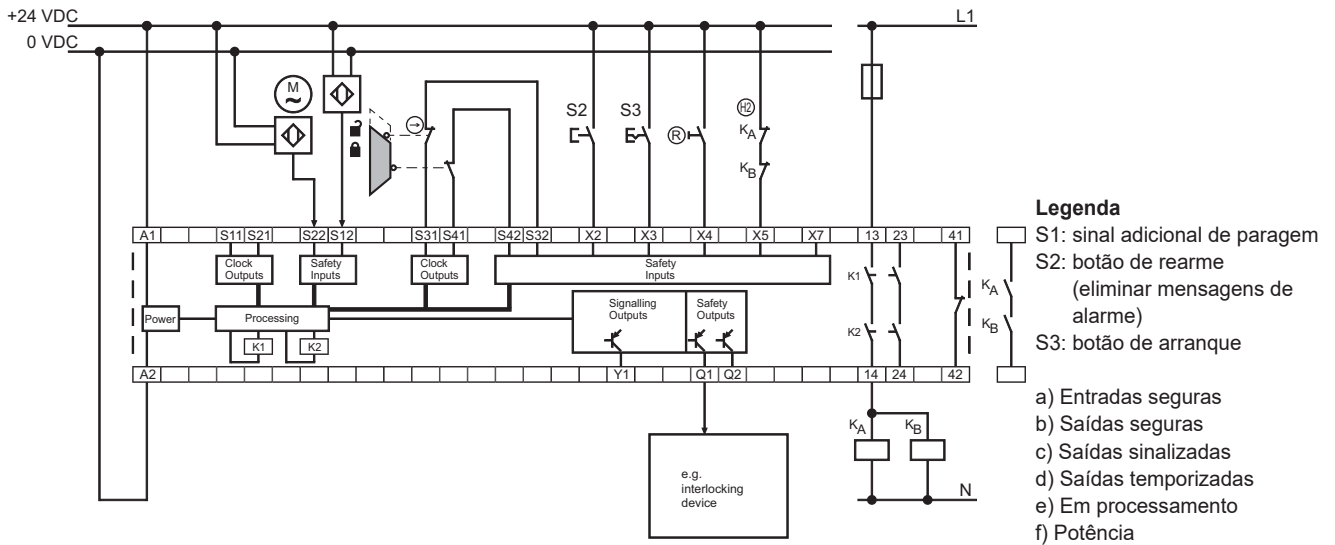 +24 VDC
L1
0 VDC
M
~
H2
S2
S3
R
KA
KB
A1 S11 S21 S22 S12 S31 S41 S42 S32 X2 X3 X4 X5 X7 13 23 41
Clock
Outputs
Safety
Inputs
Clock
Outputs
Safety
Inputs
K1
KA
Signalling
Outputs
Safety
Outputs
Power
Processing
K1
K2
K2
KB
A2 Y1 Q1 Q2 14 24 42
KA
KB
e.g.
interlocking
device
N
Legenda
S1: sinal adicional de paragem
S2: botão de rearme
(eliminar mensagens de
alarme)
S3: botão de arranque
a) Entradas seguras
b) Saídas seguras
c) Saídas sinalizadas
d) Saídas temporizadas
e) Em processamento
f) Potência